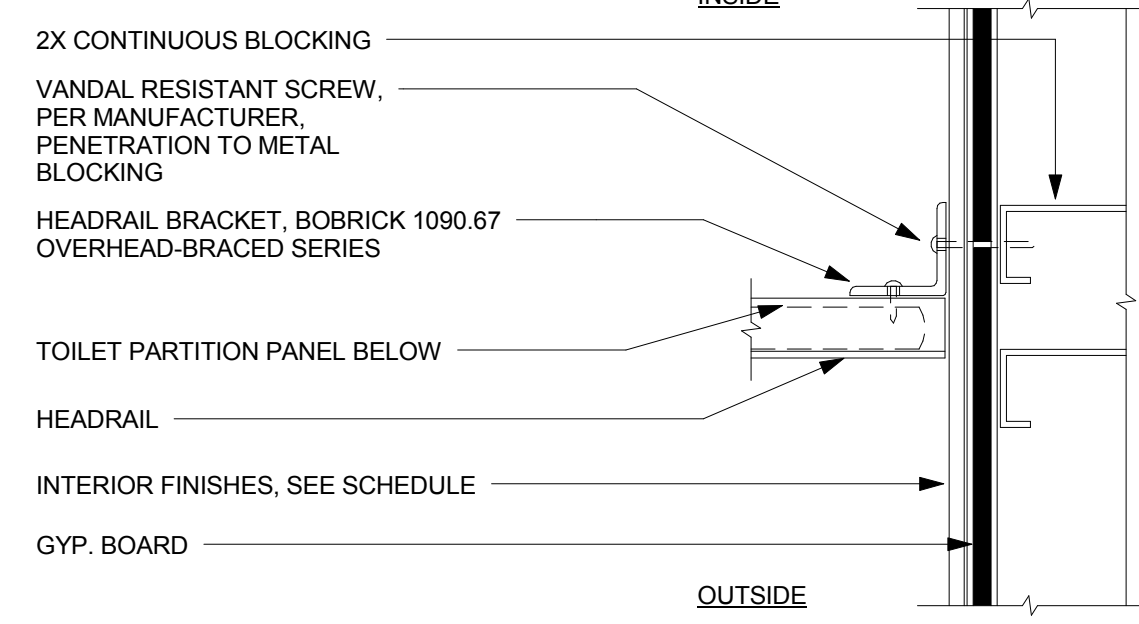 INSIDE
2X CONTINUOUS BLOCKING
VANDAL RESISTANT SCREW,
PER MANUFACTURER,
PENETRATION TO METAL
BLOCKING
HEADRAIL BRACKET, BOBRICK 1090.67
OVERHEAD-BRACED SERIES
TOILET PARTITION PANEL BELOW
HEADRAIL
INTERIOR FINISHES, SEE SCHEDULE
GYP. BOARD
OUTSIDE